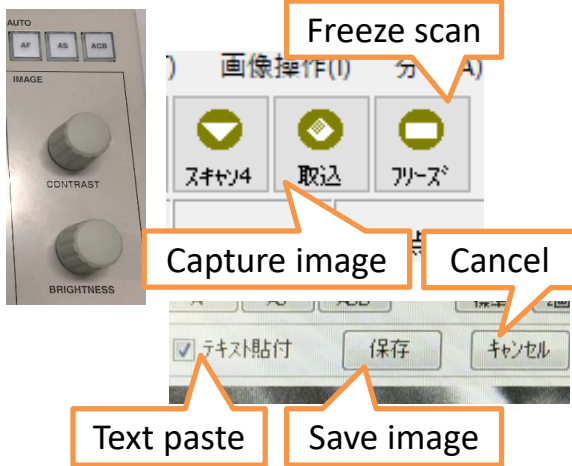 AUTO
AF AS ACB
IMAGE
CONTRAST
BRIGHTNESS
Freeze scan
画像操作(I)
スキャン4 取込 フリーズ
Capture image
Cancel
テキスト貼付 保存 キャンセル
Text paste
Save image